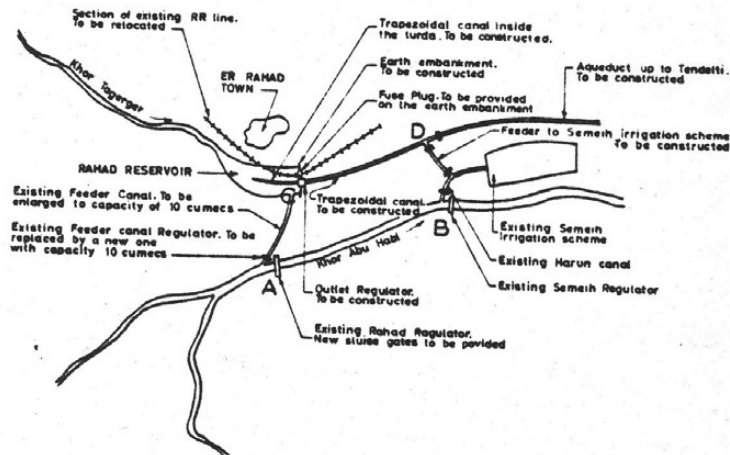 Section of existing RR line.
To be relocated
Trapezoidal canal inside
the turda. To be constructed.
Khor Togerger
ER RAHAD
TOWN
Earth embankment.
To be constructed
Fuse Plug. To be provided
on the earth embankment
Aqueduct up to Tendelti.
To be constructed
D
Feeder to Semeih irrigation scheme
To be constructed
RAHAD RESERVOIR
Existing Feeder Canal. To be
enlarged to capacity of 10 cumecs
C
Trapezoidal canal.
To be constructed
Existing Feeder canal Regulator. To be
replaced by a new one
with capacity 10 cumecs
Khor Abu Habl
B
Existing Semeih
Irrigation scheme
Existing Harun canal
Existing Semeih Regulator
A
Outlet Regulator.
To be constructed
Existing Rahad Ragulator.
New sluise gates to be povided